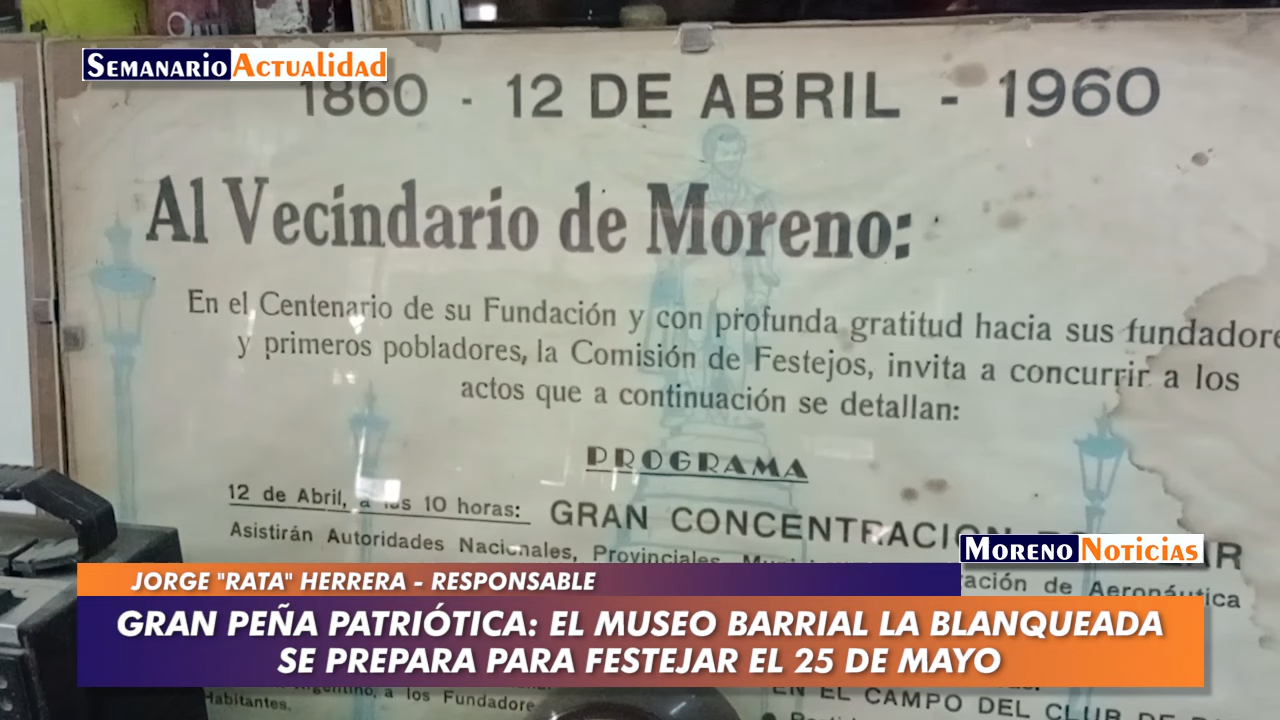 Semanario Actualidad
1860 - 12 DE ABRIL - 1960
Al Vecindario de Moreno:
En el Centenario de su Fundación y con profunda gratitud hacia sus fundadore
y primeros pobladores, la Comisión de Festejos, invita a concurrir a los
actos que a continuación se detallan:
PROGRAMA
12 de Abril, a las 10 horas: GRAN CONCENTRACION
Asistirán Autoridades Nacionales, Provinciales,
ración de Aeronáutica
Moreno Noticias
JORGE "RATA" HERRERA - RESPONSABLE
GRAN PEÑA PATRIÓTICA: EL MUSEO BARRIAL LA BLANQUEADA
SE PREPARA PARA FESTEJAR EL 25 DE MAYO
a los Fundadore
Habitantes.
EN EL CAMPO DEL CLUB DE